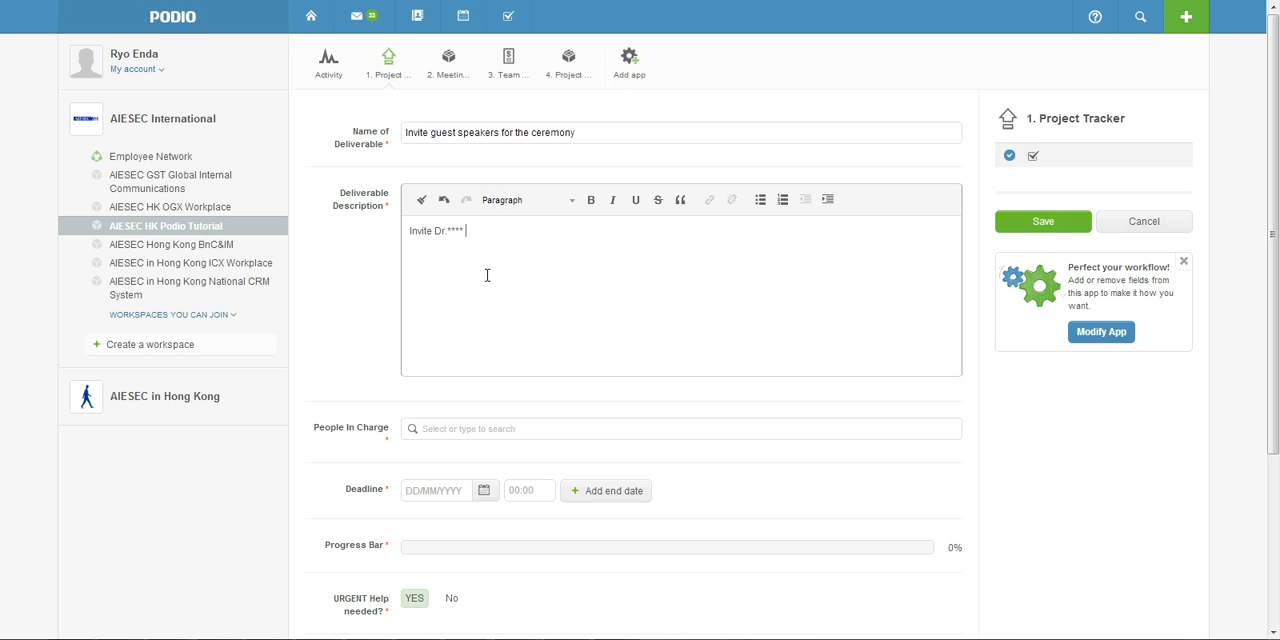 PODIO
33
Ryo Enda
My account
Activity
1. Project ...
2. Meetin...
3. Team ...
4. Project ...
Add app
AIESEC International
Employee Network
AIESEC GST Global Internal
Communications
AIESEC HK OGX Workplace
AIESEC HK Podio Tutorial
AIESEC Hong Kong BnC&IM
AIESEC in Hong Kong ICX Workplace
AIESEC in Hong Kong National CRM
System
WORKSPACES YOU CAN JOIN
+ Create a workspace
AIESEC in Hong Kong
Name of
Deliverable *
Invite guest speakers for the ceremony
Deliverable
Description *
Paragraph
B I U S
Invite Dr.****
People In Charge
*
Select or type to search
Deadline *
DD/MM/YYYY
00:00
+ Add end date
Progress Bar *
0%
URGENT Help
needed? *
YES
No
1. Project Tracker
Save
Cancel
Perfect your workflow!
Add or remove fields from
this app to make it how you
want.
Modify App